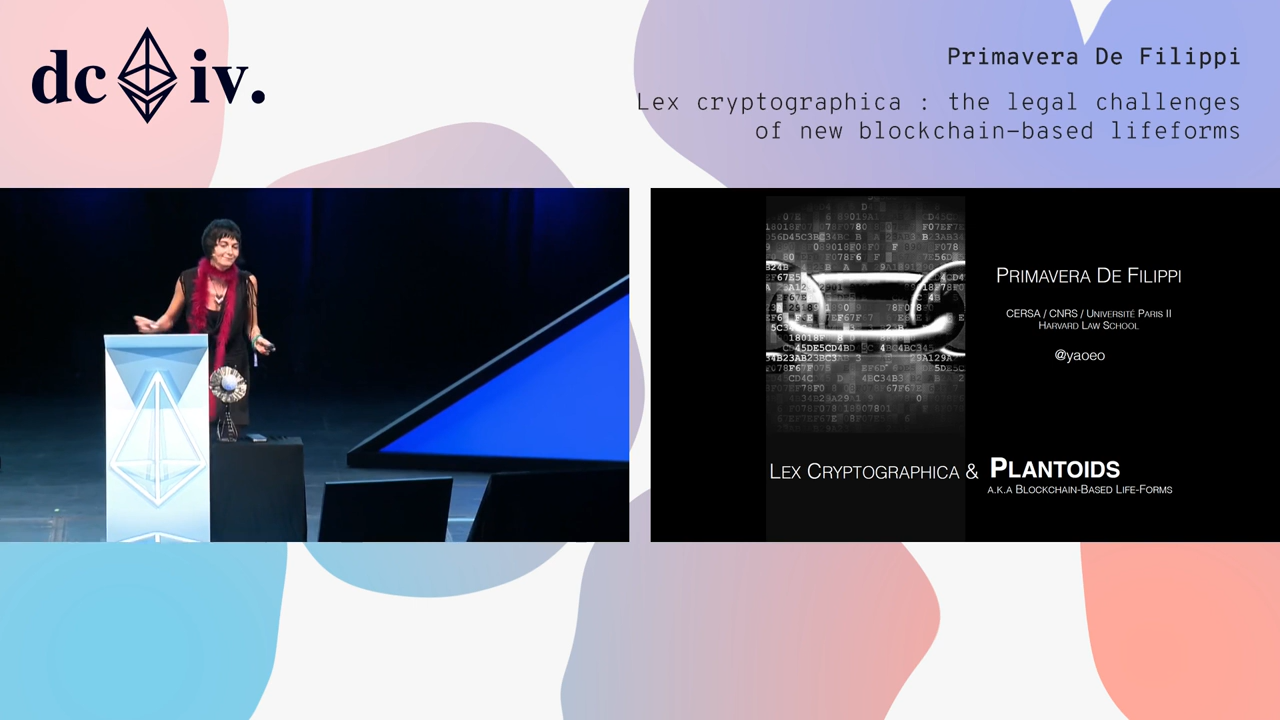 dc iv.
Primavera De Filippi
Lex cryptographica : the legal challenges
of new blockchain-based lifeforms
PRIMAVERA DE FILIPPI
CERSA / CNRS / UNIVERSITÉ PARIS II
HARVARD LAW SCHOOL
@yaoeo
LEX CRYPTOGRAPHICA & PLANTOIDS
A.K.A BLOCKCHAIN-BASED LIFE-FORMS